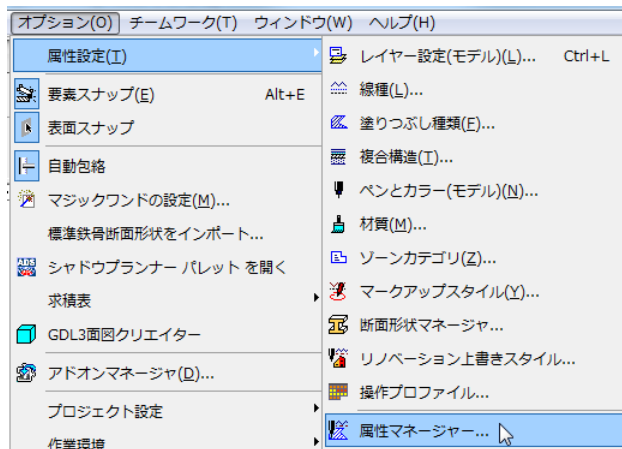 オプション(O) チームワーク(T) ウィンドウ(W) ヘルプ(H)
属性設定(T)
要素スナップ(E) Alt+E
表面スナップ
自動包絡
マジックワンドの設定(M)...
標準鉄骨断面形状をインポート...
シャドウプランナー パレット を開く
求積表
GDL3面図クリエイター
アドオンマネージャ(D)...
プロジェクト設定
作業環境
レイヤー設定(モデル)(L)... Ctrl+L
線種(L)...
塗りつぶし種類(F)...
複合構造(T)...
ペンとカラー(モデル)(N)...
材質(M)...
ゾーンカテゴリ(Z)...
マークアップスタイル(Y)...
断面形状マネージャ...
リノベーション上書きスタイル...
操作プロファイル...
属性マネージャー...